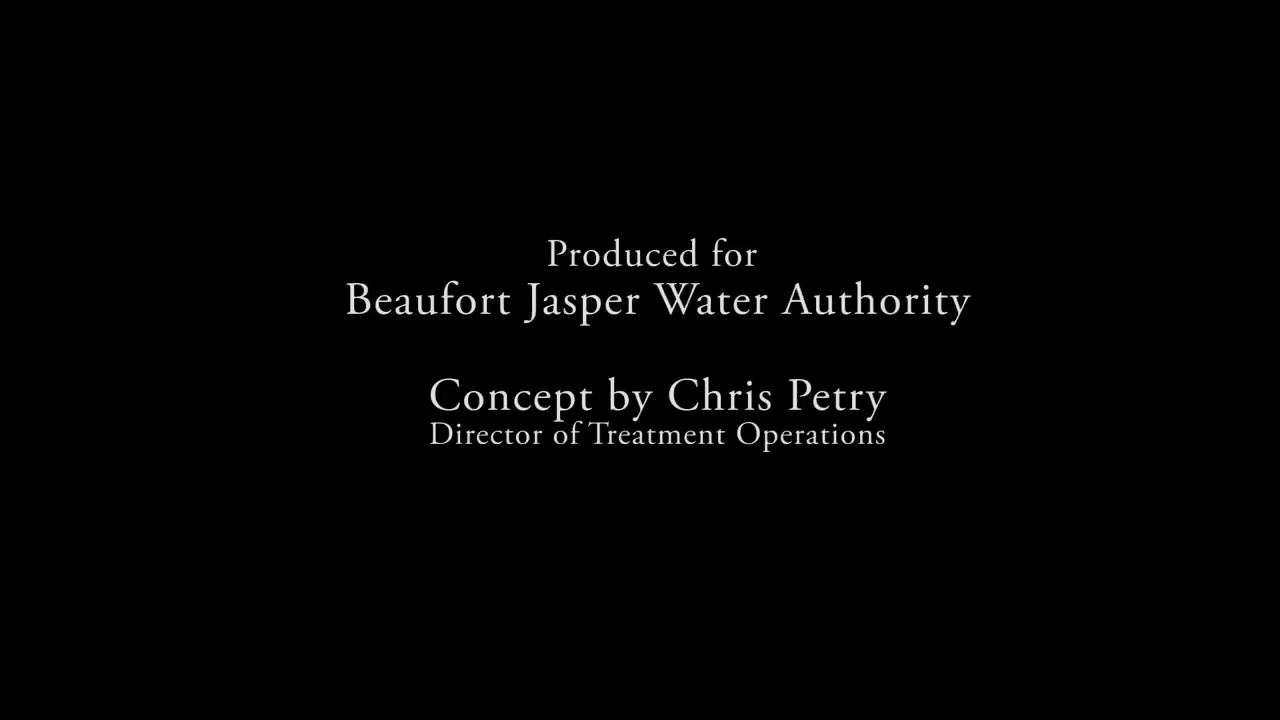 Produced for
Beaufort Jasper Water Authority
Concept by Chris Petry
Director of Treatment Operations